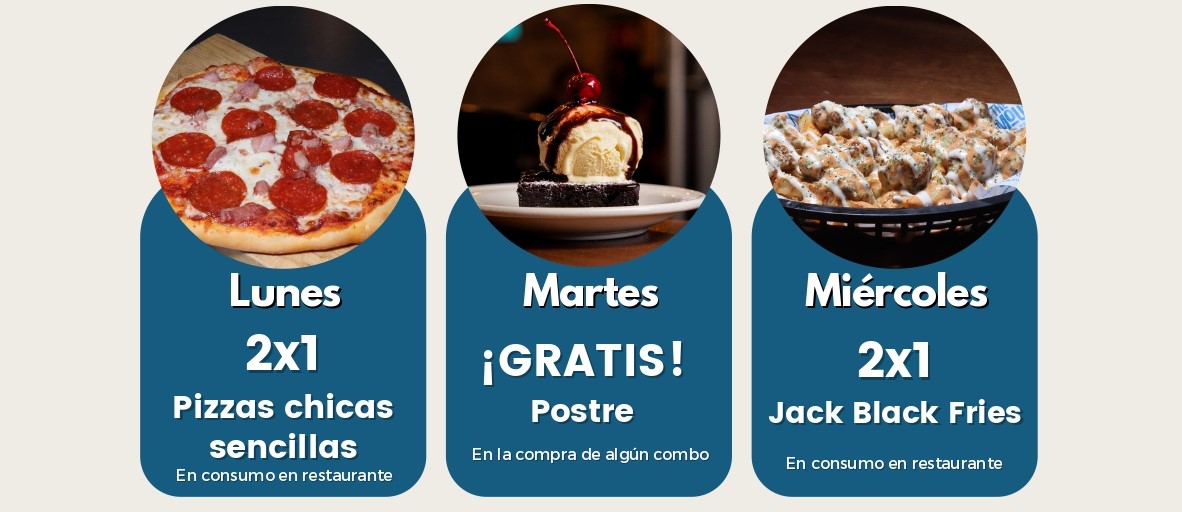 Lunes
2x1
Pizzas chicas
sencillas
En consumo en restaurante
Martes
¡GRATIS!
Postre
En la compra de algún combo
Miércoles
2x1
Jack Black Fries
En consumo en restaurante